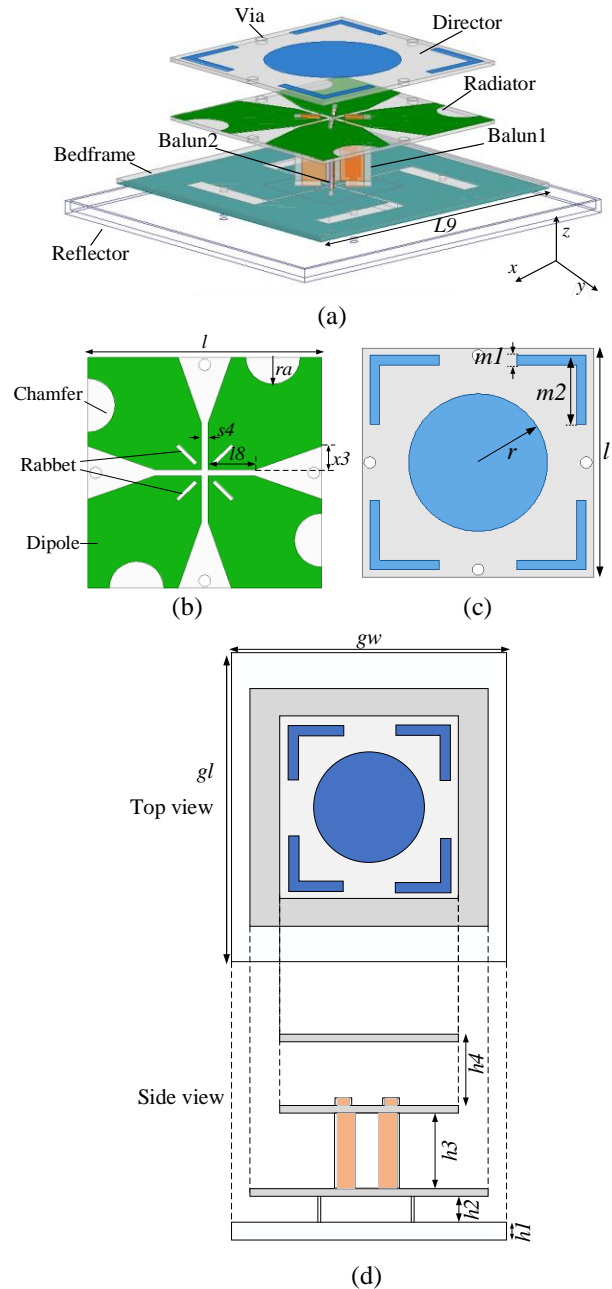 Via
Director
Radiator
Balun2
Balun1
Bedframe
L9
Reflector
z
x
y
(a)
l
ra
Chamfer
s4
l8
x3
Rabbet
Dipole
(b)
m1
m2
r
l
(c)
gw
gl
Top view
h4
Side view
h3
h2
h1
(d)